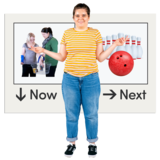 ↓ Now → Next